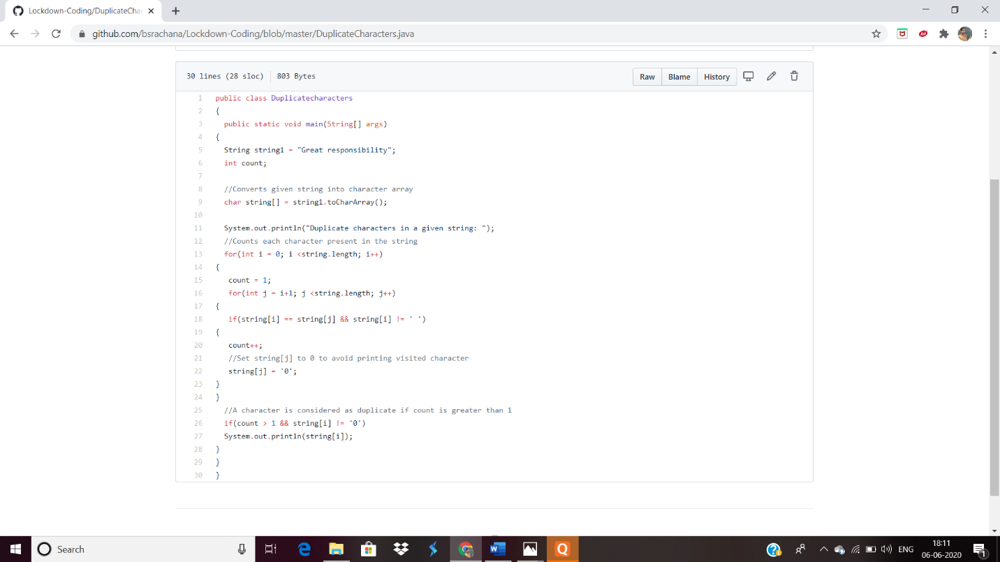 Lockdown-Coding/DuplicateCha
github.com/bsrachana/Lockdown-Coding/blob/master/DuplicateCharacters.java
30 lines (28 sloc) 803 Bytes
Raw Blame History
1 public class Duplicatecharacters
2 {
3 public static void main(String[] args)
4 {
5 String string1 = "Great responsibility";
6 int count;
7
8 //Converts given string into character array
9 char string[] = string1.toCharArray();
10
11 System.out.println("Duplicate characters in a given string: ");
12 //Counts each character present in the string
13 for(int i = 0; i <string.length; i++)
14 {
15 count = 1;
16 for(int j = i+1; j <string.length; j++)
17 {
18 if(string[i] == string[j] && string[i] != ' ')
19 {
20 count++;
21 //Set string[j] to 0 to avoid printing visited character
22 string[j] = '0';
23 }
24 }
25 //A character is considered as duplicate if count is greater than 1
26 if(count > 1 && string[i] != '0')
27 System.out.println(string[i]);
28 }
29 }
30 }
Search
ENG
18:11
06-06-2020
1